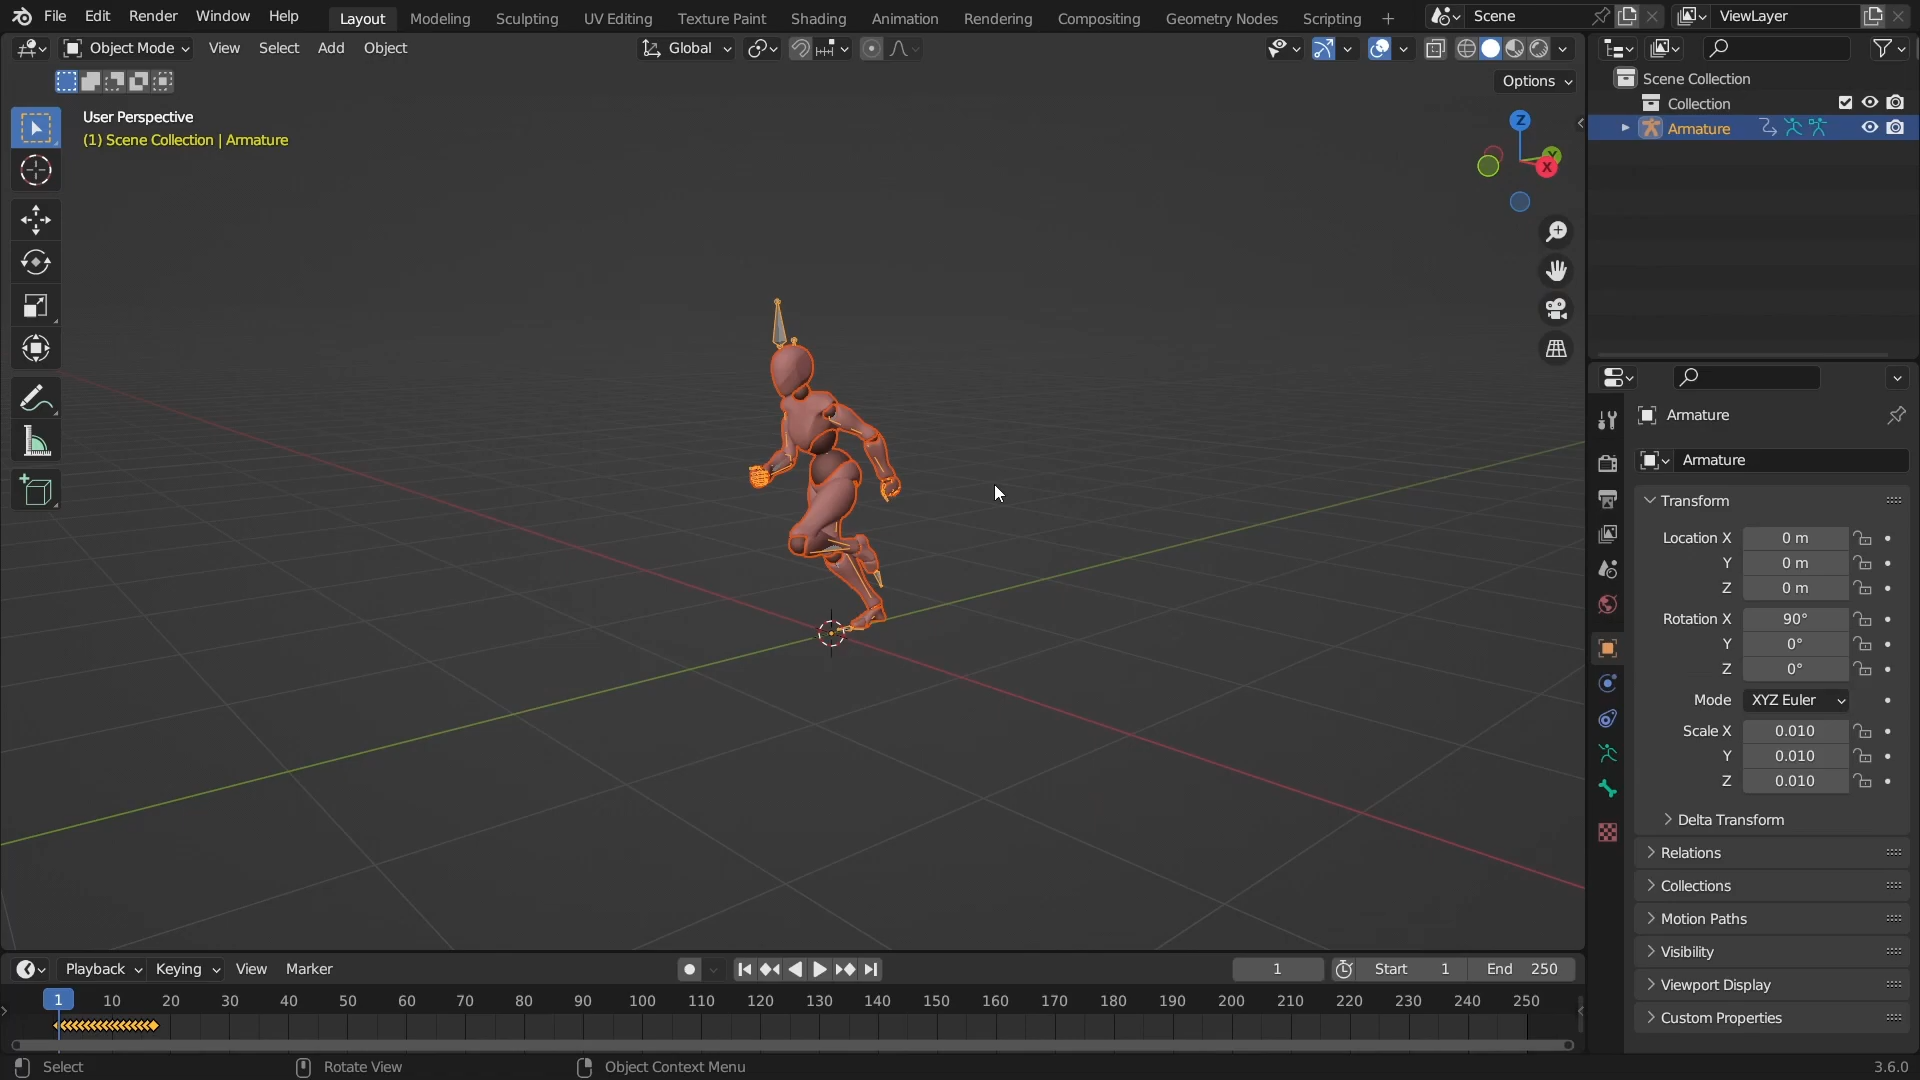 File Edit Render Window Help Layout Modeling Sculpting UV Editing Texture Paint Shading Animation Rendering Compositing Geometry Nodes Scripting + Scene ViewLayer
Object Mode View Select Add Object Global
Options
User Perspective
(1) Scene Collection | Armature
Z
Y
X
Scene Collection
Collection
Armature
Armature
Armature
Transform
Location X 0 m
Y 0 m
Z 0 m
Rotation X 90°
Y 0°
Z 0°
Mode XYZ Euler
Scale X 0.010
Y 0.010
Z 0.010
Delta Transform
Relations
Collections
Motion Paths
Visibility
Viewport Display
Custom Properties
Playback Keying View Marker 1 Start 1 End 250
1 10 20 30 40 50 60 70 80 90 100 110 120 130 140 150 160 170 180 190 200 210 220 230 240 250
Select Rotate View Object Context Menu 3.6.0